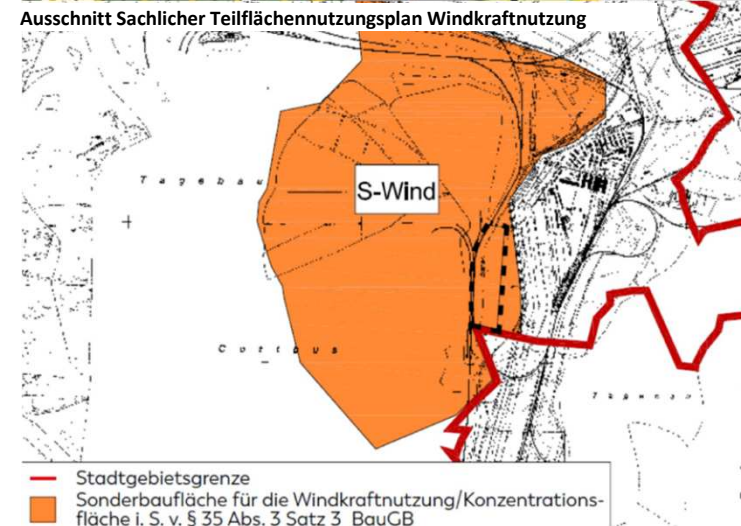 Ausschnitt Sachlicher Teilflächennutzungsplan Windkraftnutzung
S-Wind
Tagebau
Stadtgebietsgrenze
Sonderbaufläche für die Windkraftnutzung/Konzentrations-
fläche i. S. v. § 35 Abs. 3 Satz 3 BauGB